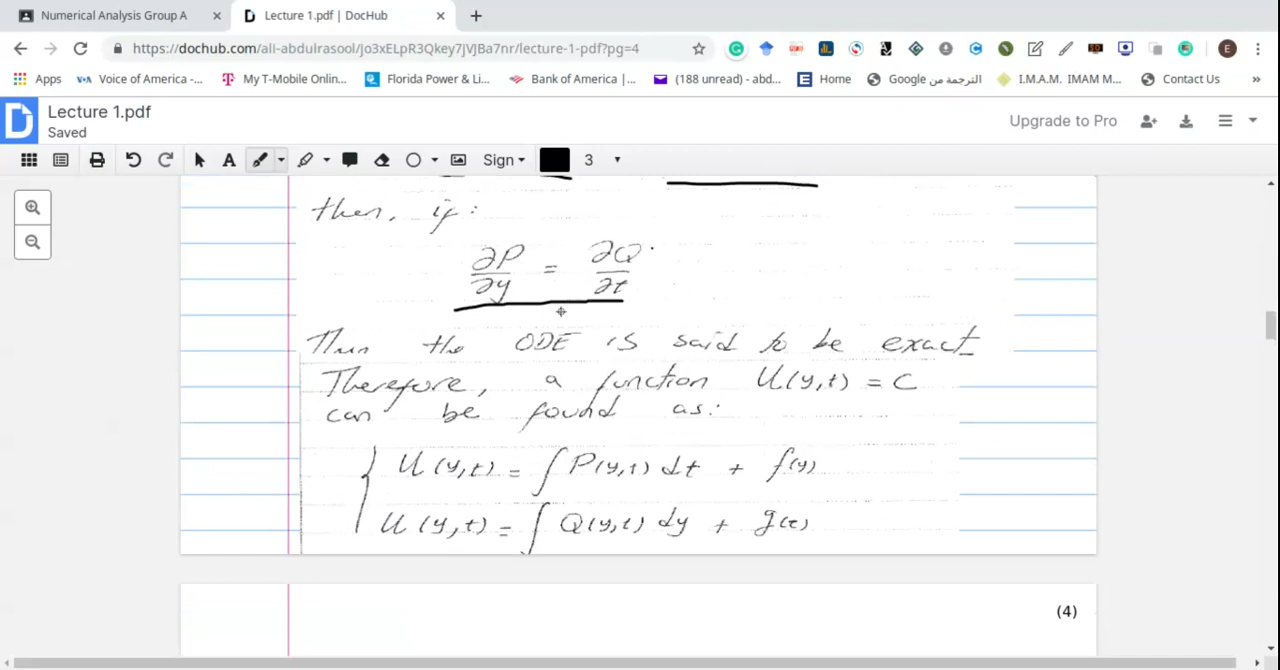 Numerical Analysis Group A
Lecture 1.pdf | DocHub
https://dochub.com/ali-abdulrasool/jo3xELpR3Qkey7jVJBa7nr/lecture-1-pdf?pg=4
E
Apps Voice of America -... My T-Mobile Onlin... Florida Power & Li... Bank of America |... (188 unread) - abd... Home الترجمة من Google I.M.A.M. IMAM M... Contact Us »
Lecture 1.pdf
Saved
Upgrade to Pro
A Sign 3
then, if:
∂P/∂y = ∂Q/∂t
Then the ODE is said to be exact
Therefore, a function U(y,t) = C
can be found as:
U(y,t) = ∫ P(y,t) dt + f(y)
U(y,t) = ∫ Q(y,t) dy + g(t)
(4)